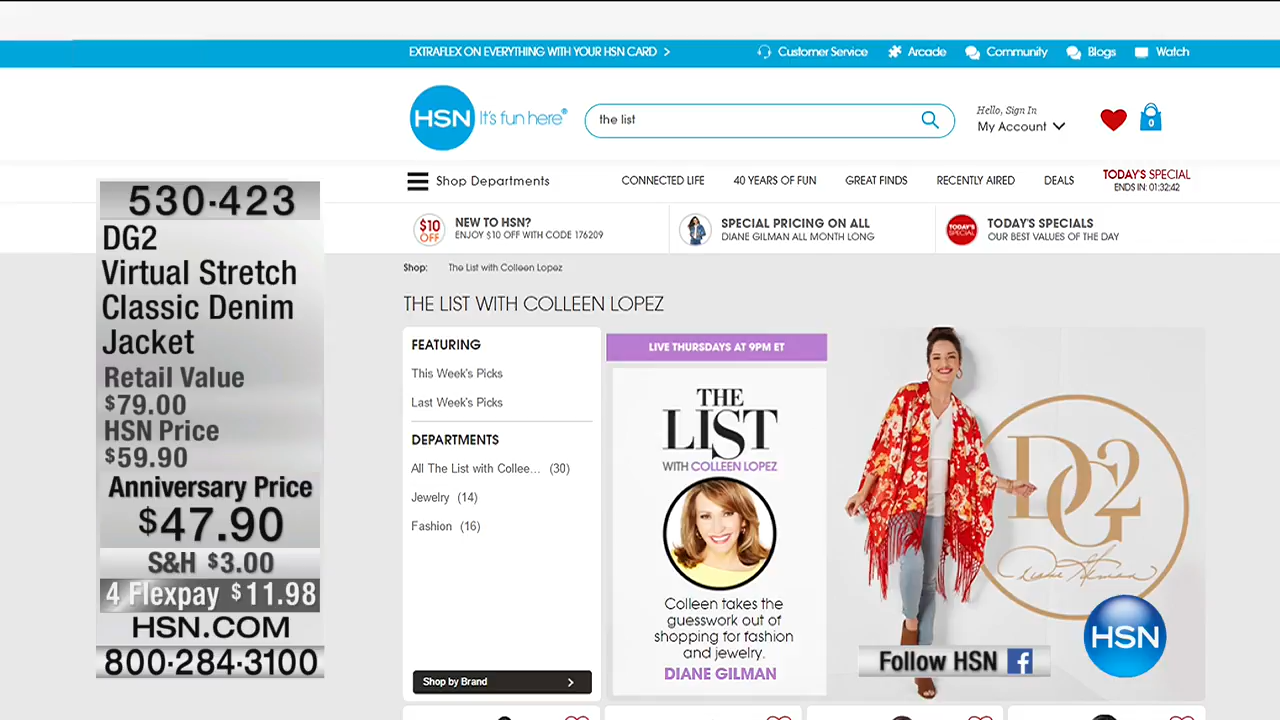 EXTRAFLEX ON EVERYTHING WITH YOUR HSN CARD >
Customer Service
Arcade
Community
Blogs
Watch
HSN It's fun here®
the list
Hello, Sign In
My Account
0
Shop Departments
CONNECTED LIFE
40 YEARS OF FUN
GREAT FINDS
RECENTLY AIRED
DEALS
TODAY'S SPECIAL
ENDS IN: 01:32:42
$10 OFF
NEW TO HSN?
ENJOY $10 OFF WITH CODE 176209
SPECIAL PRICING ON ALL
DIANE GILMAN ALL MONTH LONG
TODAY'S SPECIAL
TODAY'S SPECIALS
OUR BEST VALUES OF THE DAY
530·423
DG2
Virtual Stretch
Classic Denim
Jacket
Retail Value
$79.00
HSN Price
$59.90
Anniversary Price
$47.90
S&H $3.00
4 Flexpay $11.98
HSN.COM
800·284·3100
Shop: The List with Colleen Lopez
THE LIST WITH COLLEEN LOPEZ
FEATURING
This Week's Picks
Last Week's Picks
DEPARTMENTS
All The List with Collee... (30)
Jewelry (14)
Fashion (16)
Shop by Brand >
LIVE THURSDAYS AT 9PM ET
THE
LIST
WITH COLLEEN LOPEZ
Colleen takes the
guesswork out of
shopping for fashion
and jewelry.
DIANE GILMAN
DG2
Diane Gilman
HSN
Follow HSN f